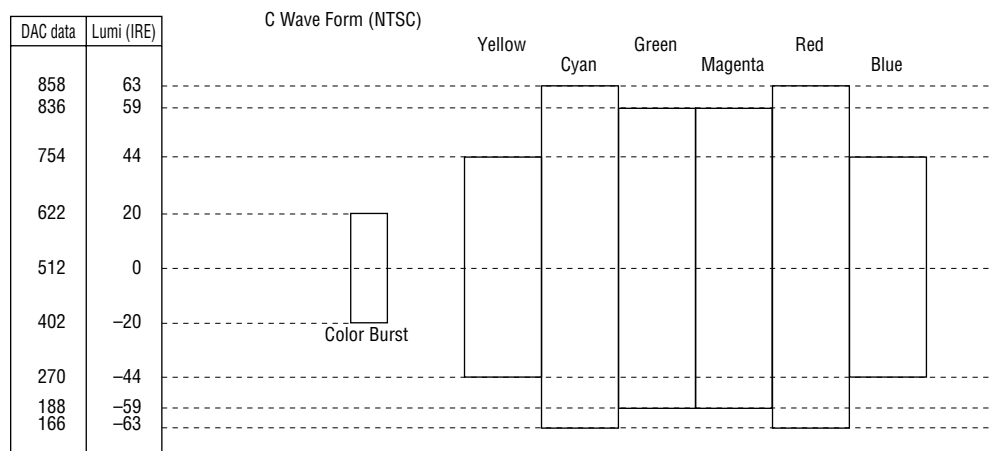 C Wave Form (NTSC)
DAC data Lumi (IRE)
Yellow Green Red
Cyan Magenta Blue
858 63
836 59
754 44
622 20
512 0
402 –20
Color Burst
270 –44
188 –59
166 –63